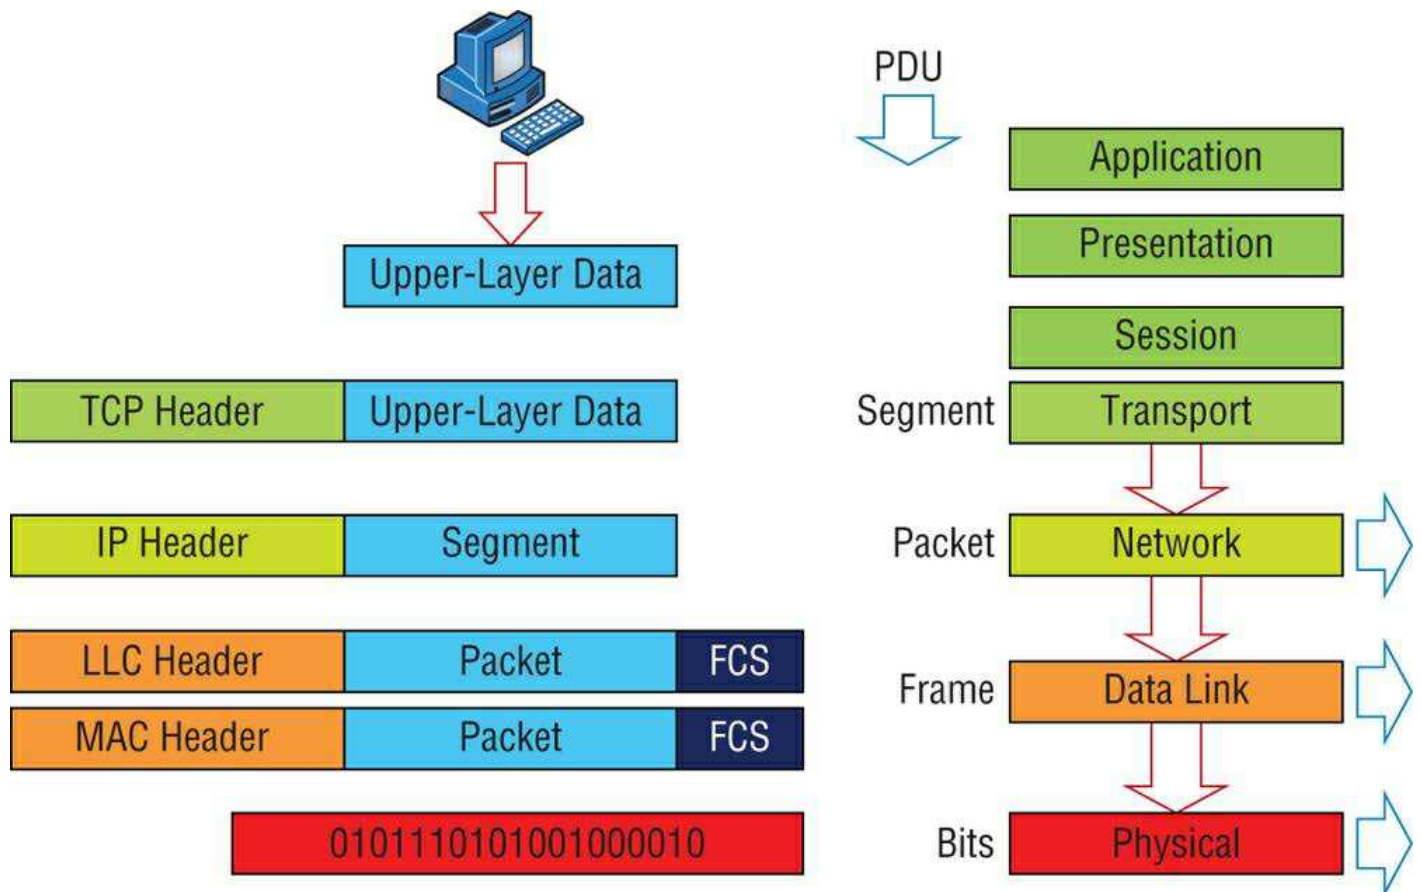 PDU
Application
Presentation
Upper-Layer Data
Session
TCP Header Upper-Layer Data Segment Transport
IP Header Segment Packet Network
LLC Header Packet FCS
Frame Data Link
MAC Header Packet FCS
0101110101001000010 Bits Physical